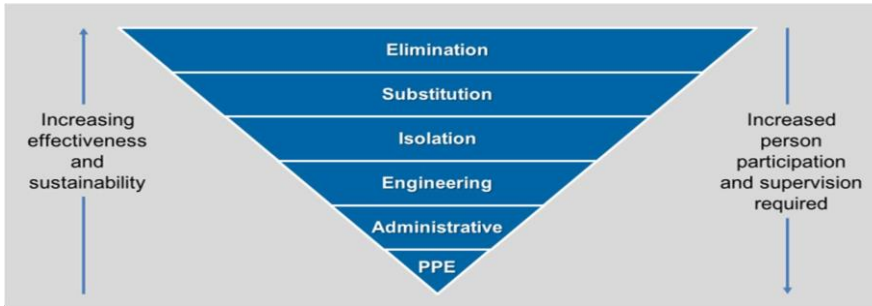 Elimination
Substitution
Isolation
Engineering
Administrative
PPE
Increasing
effectiveness
and
sustainability
Increased
person
participation
and supervision
required